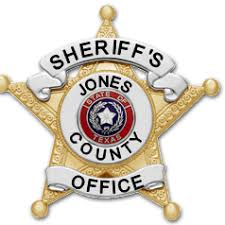 SHERIFF'S
JONES
STATE OF
TEXAS
COUNTY
OFFICE